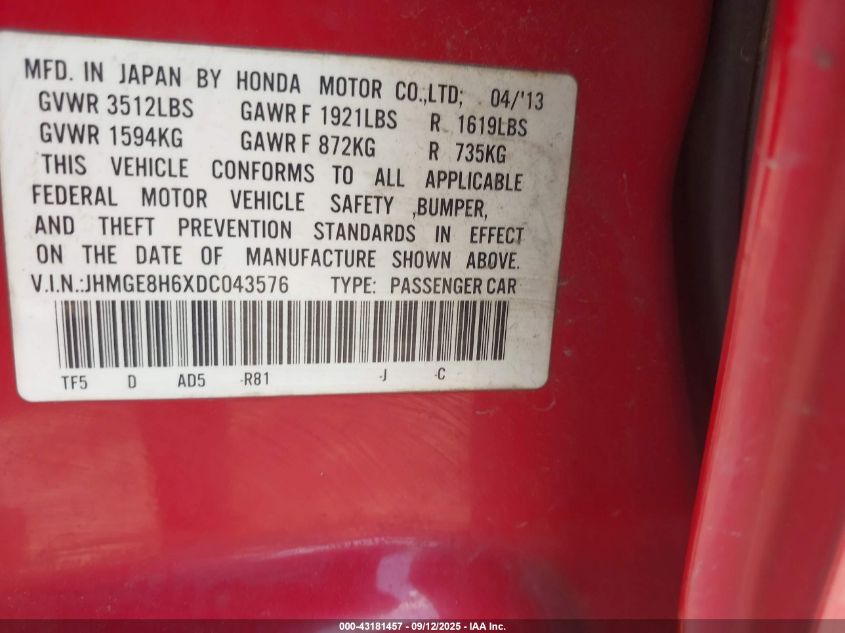 MFD. IN JAPAN BY HONDA MOTOR CO.,LTD; 04/'13
GVWR 3512LBS GAWR F 1921LBS R 1619LBS
GVWR 1594KG GAWR F 872KG R 735KG
THIS VEHICLE CONFORMS TO ALL APPLICABLE
FEDERAL MOTOR VEHICLE SAFETY ,BUMPER,
AND THEFT PREVENTION STANDARDS IN EFFECT
ON THE DATE OF MANUFACTURE SHOWN ABOVE.
V.I.N.:JHMGE8H6XDC043576 TYPE: PASSENGER CAR
TF5 D AD5 -R81 -J -C
000-43181457 - 09/12/2025 - IAA Inc.